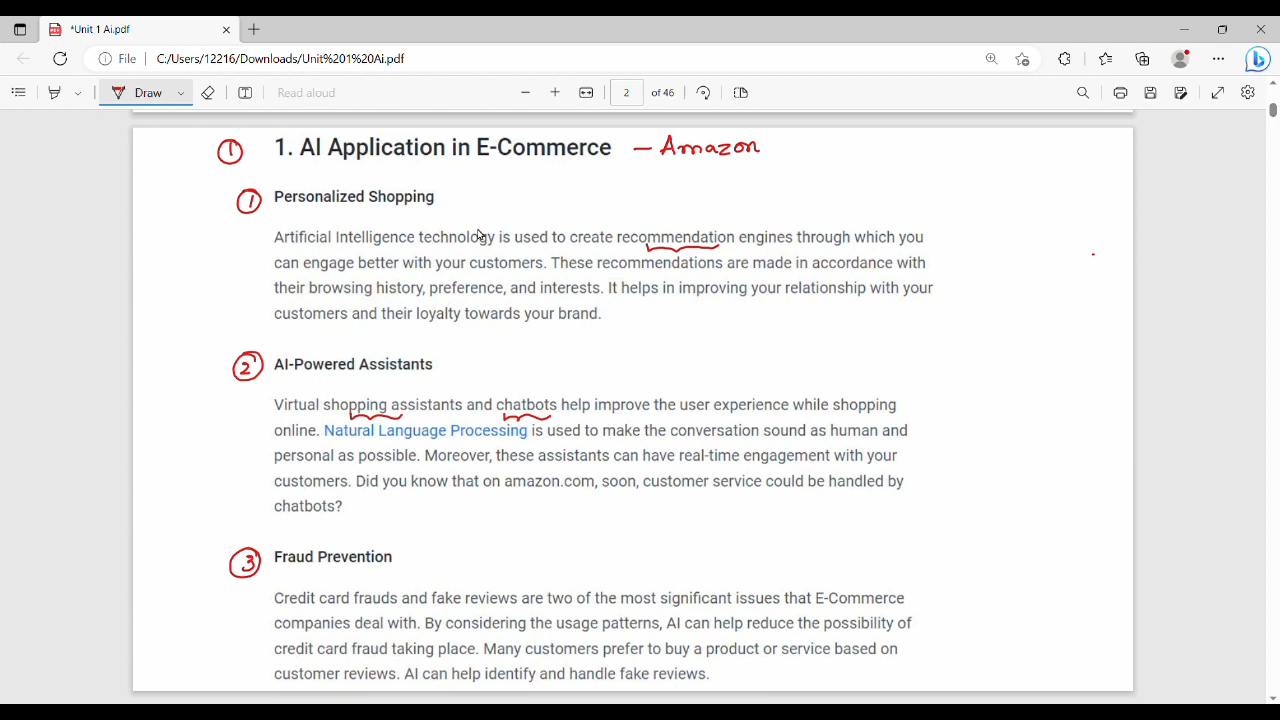 *Unit 1 Ai.pdf
File C:/Users/12216/Downloads/Unit%201%20Ai.pdf
Draw Read aloud 2 of 46
1 1. AI Application in E-Commerce — Amazon
1 Personalized Shopping
Artificial Intelligence technology is used to create recommendation engines through which you
can engage better with your customers. These recommendations are made in accordance with
their browsing history, preference, and interests. It helps in improving your relationship with your
customers and their loyalty towards your brand.
2 AI-Powered Assistants
Virtual shopping assistants and chatbots help improve the user experience while shopping
online. Natural Language Processing is used to make the conversation sound as human and
personal as possible. Moreover, these assistants can have real-time engagement with your
customers. Did you know that on amazon.com, soon, customer service could be handled by
chatbots?
3 Fraud Prevention
Credit card frauds and fake reviews are two of the most significant issues that E-Commerce
companies deal with. By considering the usage patterns, AI can help reduce the possibility of
credit card fraud taking place. Many customers prefer to buy a product or service based on
customer reviews. AI can help identify and handle fake reviews.